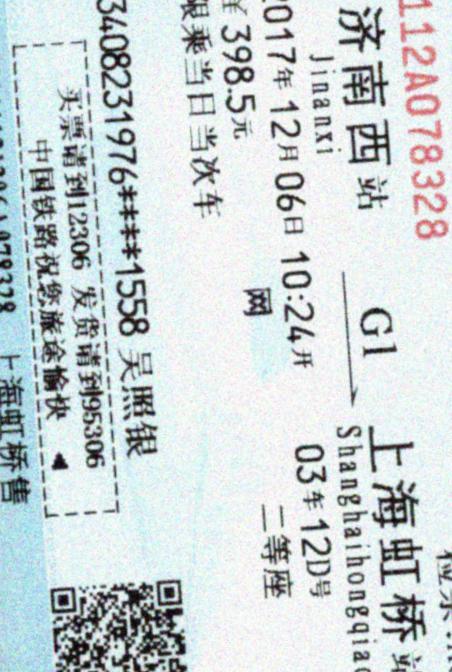 112A078328
济南西站 G1 上海虹桥站
Jinanxi Shanghaihongqiao
2017年12月06日 10:24开 03车12D号
¥398.5元 网 二等座
限乘当日当次车
3408231976****1558 吴照银
买票请到12306 发货请到95306
中国铁路祝您旅途愉快
078328 上海虹桥售